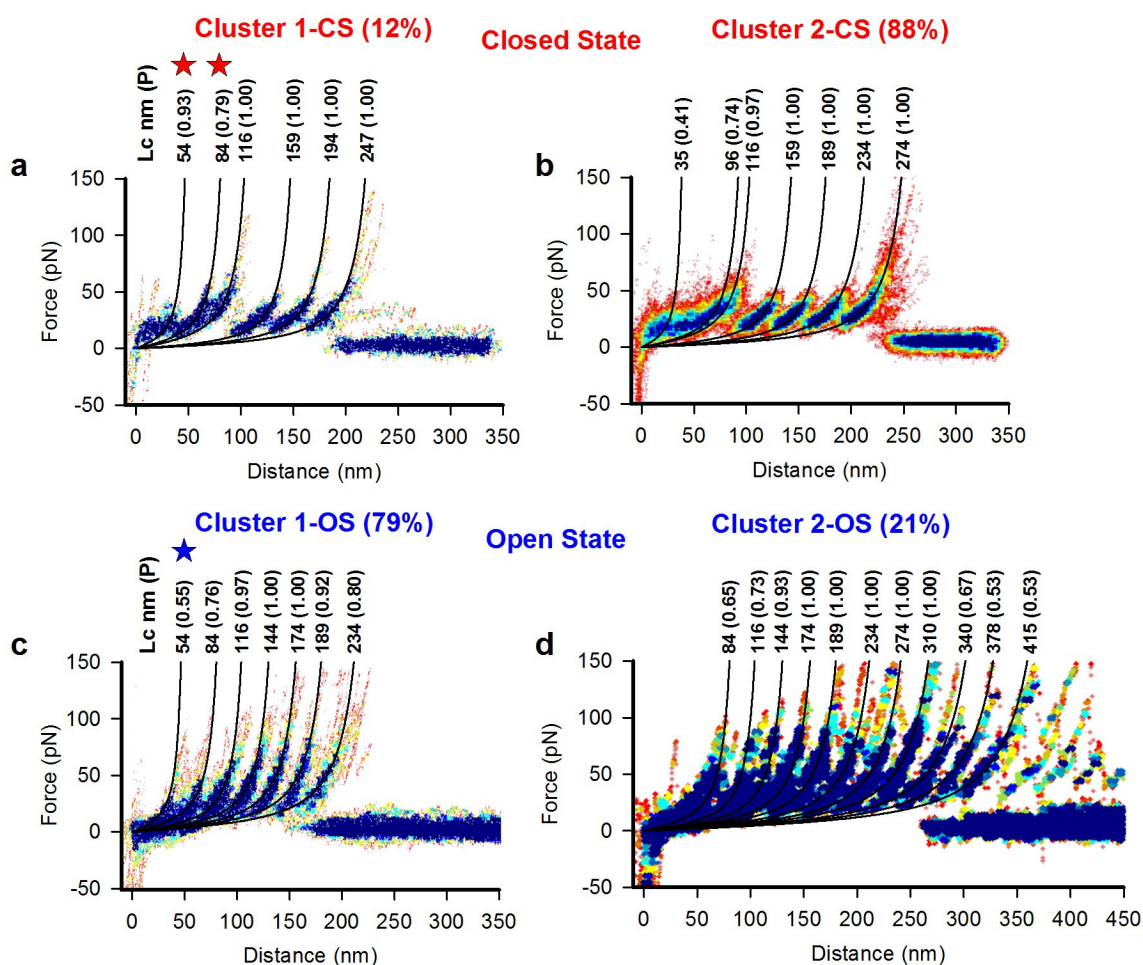 Cluster 1-CS (12%)
Closed State
Cluster 2-CS (88%)
a
Lc nm (P)
54 (0.93)
84 (0.79)
116 (1.00)
159 (1.00)
194 (1.00)
247 (1.00)
150
100
50
0
-50
Force (pN)
0 50 100 150 200 250 300 350
Distance (nm)
b
35 (0.41)
96 (0.74)
116 (0.97)
159 (1.00)
189 (1.00)
234 (1.00)
274 (1.00)
150
100
50
0
-50
Force (pN)
0 50 100 150 200 250 300 350
Distance (nm)
Cluster 1-OS (79%)
Open State
Cluster 2-OS (21%)
c
Lc nm (P)
54 (0.55)
84 (0.76)
116 (0.97)
144 (1.00)
174 (1.00)
189 (0.92)
234 (0.80)
150
100
50
0
-50
Force (pN)
0 50 100 150 200 250 300 350
Distance (nm)
d
84 (0.65)
116 (0.73)
144 (0.93)
174 (1.00)
189 (1.00)
234 (1.00)
274 (1.00)
310 (1.00)
340 (0.67)
378 (0.53)
415 (0.53)
150
100
50
0
-50
Force (pN)
0 50 100 150 200 250 300 350 400 450
Distance (nm)